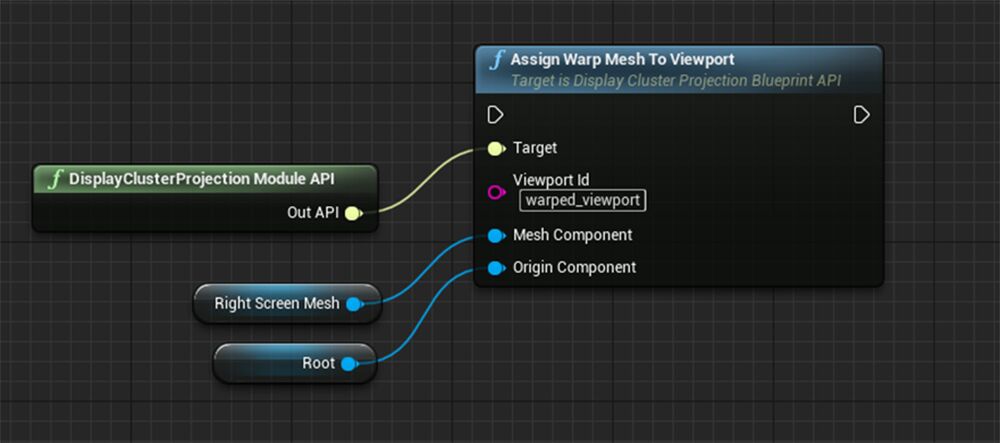 Assign Warp Mesh To Viewport
Target is Display Cluster Projection Blueprint API
Target
DisplayClusterProjection Module API
Viewport Id
warped_viewport
Out API
Mesh Component
Origin Component
Right Screen Mesh
Root